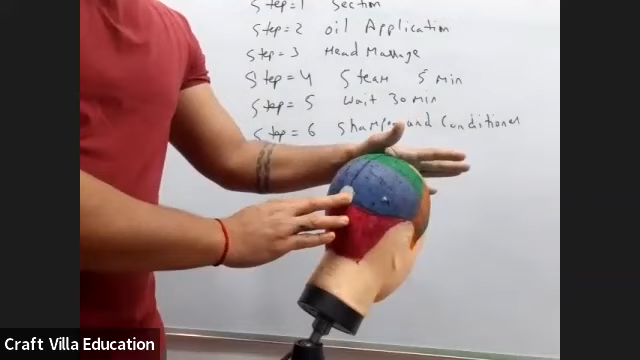 Step=1 Section
Step=2 oil Application
Step=3 Head Massage
Step=4 Steam 5 Min
Step=5 Wait 30 min
Step=6 Shampoo and Conditioner
Craft Villa Education